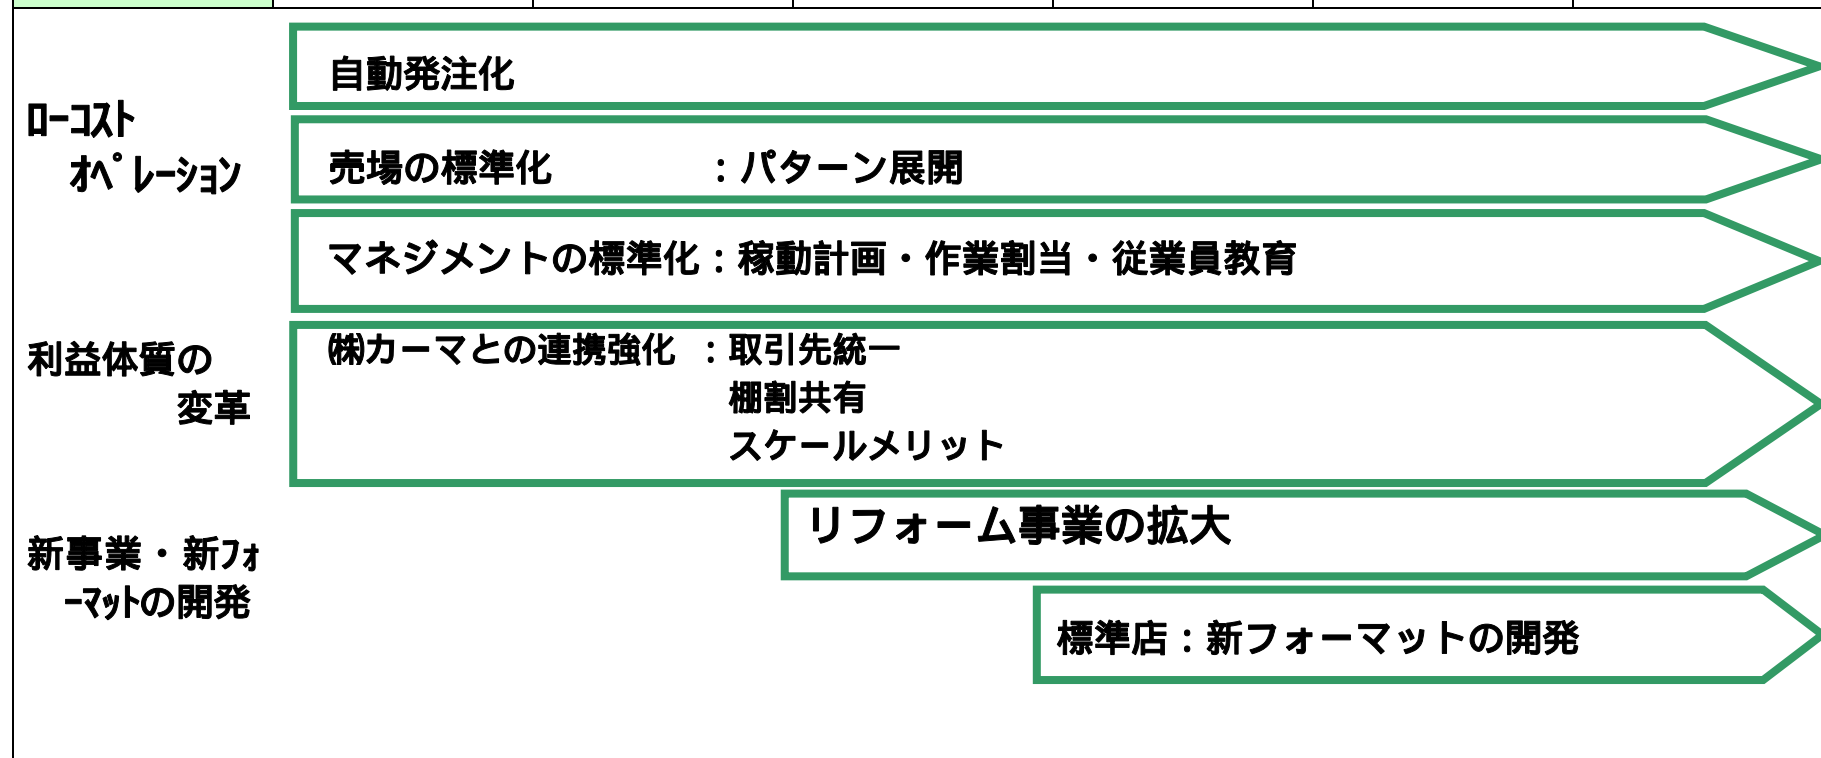 自動発注化
ﾛｰｺｽﾄ
ｵﾍﾟﾚｰｼｮﾝ
売場の標準化 ：パターン展開
マネジメントの標準化：稼動計画・作業割当・従業員教育
利益体質の
変革
㈱カーマとの連携強化 ：取引先統一
棚割共有
スケールメリット
新事業・新ﾌｫ
ｰﾏｯﾄの開発
リフォーム事業の拡大
標準店：新フォーマットの開発